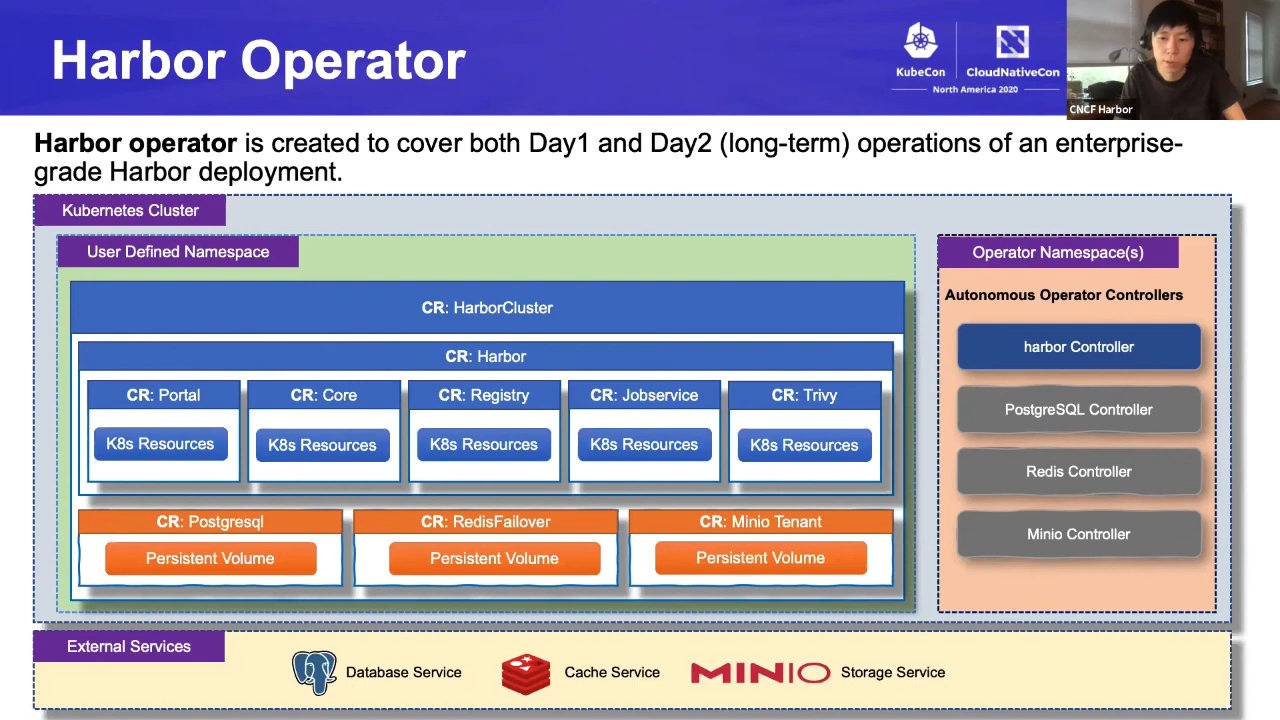 Harbor Operator
KubeCon
CloudNativeCon
North America 2020
CNCF Harbor
Harbor operator is created to cover both Day1 and Day2 (long-term) operations of an enterprise-
grade Harbor deployment.
Kubernetes Cluster
User Defined Namespace
CR: HarborCluster
CR: Harbor
CR: Portal
CR: Core
CR: Registry
CR: Jobservice
CR: Trivy
K8s Resources
K8s Resources
K8s Resources
K8s Resources
K8s Resources
CR: Postgresql
CR: RedisFailover
CR: Minio Tenant
Persistent Volume
Persistent Volume
Persistent Volume
Operator Namespace(s)
Autonomous Operator Controllers
harbor Controller
PostgreSQL Controller
Redis Controller
Minio Controller
External Services
Database Service
Cache Service
MINIO
Storage Service